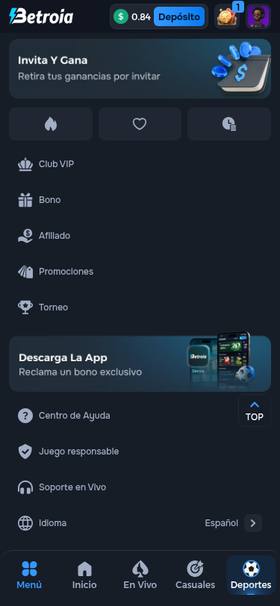 Betroia
$ 0.84 Depósito
1
Invita Y Gana
Retira tus ganancias por invitar
Club VIP
Bono
Afiliado
Promociones
Torneo
Descarga La App
Reclama un bono exclusivo
Betroia
TOP
Centro de Ayuda
Juego responsable
Soporte en Vivo
Idioma
Español
Menú
Inicio
En Vivo
Casuales
Deportes